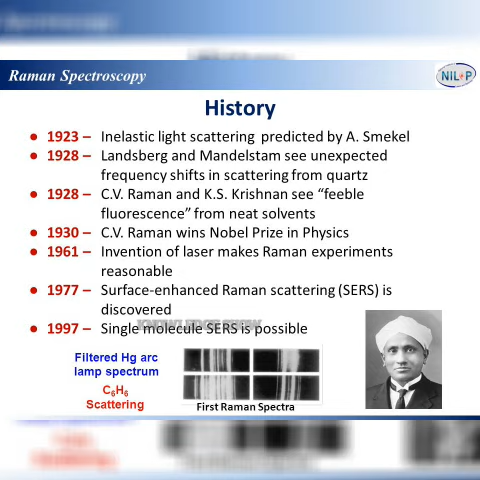 Raman Spectroscopy
NIL•P
History
● 1923 – Inelastic light scattering predicted by A. Smekel
● 1928 – Landsberg and Mandelstam see unexpected
frequency shifts in scattering from quartz
● 1928 – C.V. Raman and K.S. Krishnan see “feeble
fluorescence” from neat solvents
● 1930 – C.V. Raman wins Nobel Prize in Physics
● 1961 – Invention of laser makes Raman experiments
reasonable
● 1977 – Surface-enhanced Raman scattering (SERS) is
discovered
● 1997 – Single molecule SERS is possible
Filtered Hg arc
lamp spectrum
C₆H₆
Scattering
First Raman Spectra